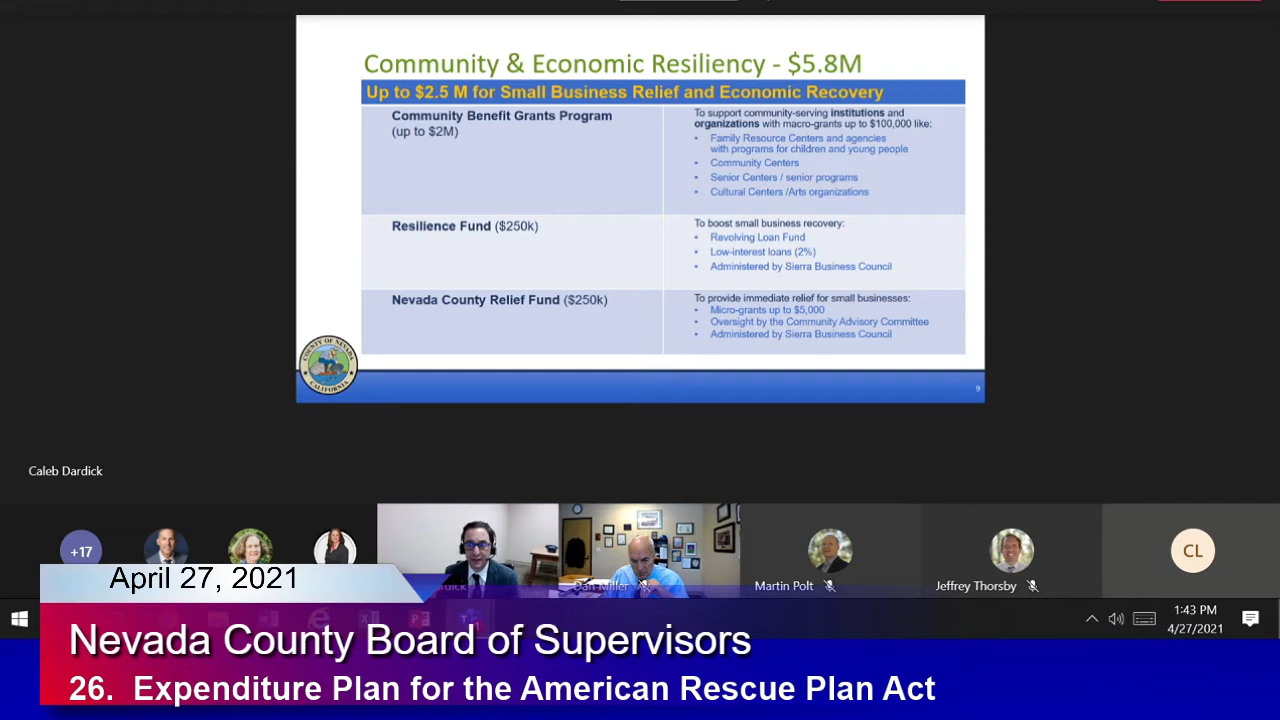 Community & Economic Resiliency - $5.8M
Up to $2.5 M for Small Business Relief and Economic Recovery
Community Benefit Grants Program
(up to $2M)
To support community-serving institutions and
organizations with macro-grants up to $100,000 like:
• Family Resource Centers and agencies
with programs for children and young people
• Community Centers
• Senior Centers / senior programs
• Cultural Centers /Arts organizations
Resilience Fund ($250k)
To boost small business recovery:
• Revolving Loan Fund
• Low-interest loans (2%)
• Administered by Sierra Business Council
Nevada County Relief Fund ($250k)
To provide immediate relief for small businesses:
• Micro-grants up to $5,000
• Oversight by the Community Advisory Committee
• Administered by Sierra Business Council
COUNTY OF NEVADA
CALIFORNIA
9
Caleb Dardick
+17
Dan Miller
Martin Polt
Jeffrey Thorsby
CL
1:43 PM
4/27/2021
April 27, 2021
Nevada County Board of Supervisors
26. Expenditure Plan for the American Rescue Plan Act